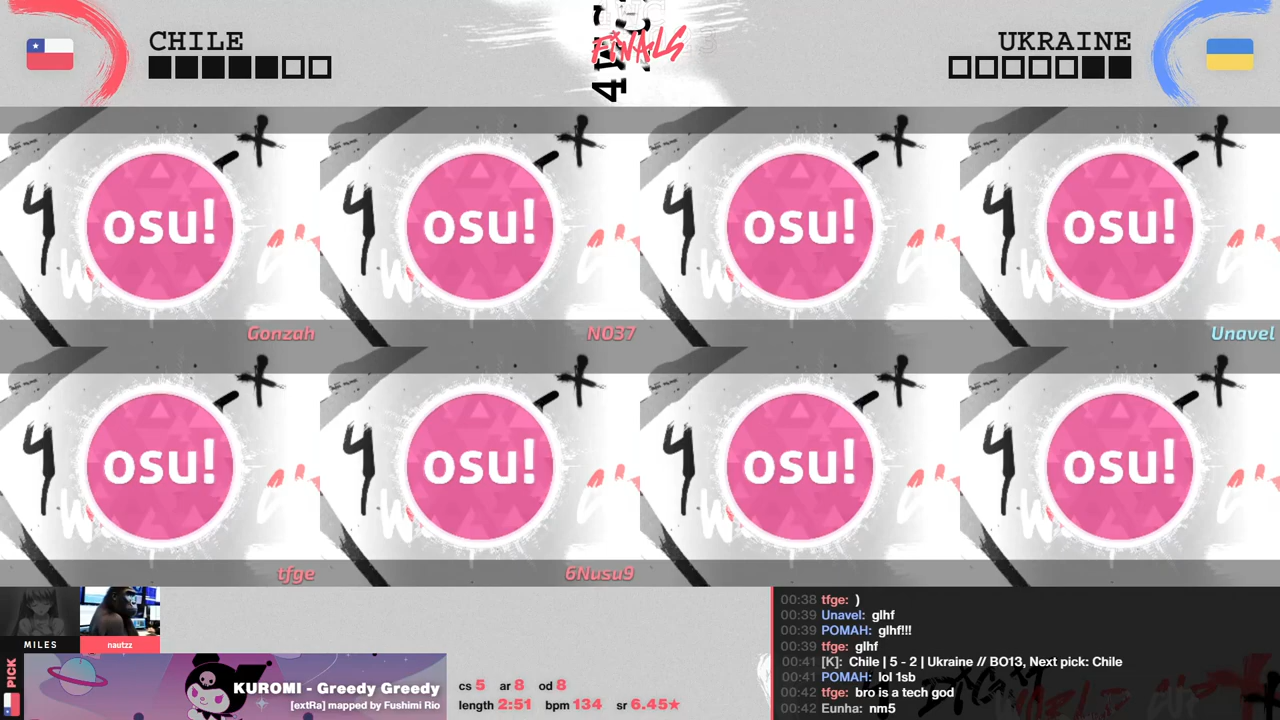 CHILE
UKRAINE
FiNALS
osu!
osu!
osu!
osu!
Gonzah
NO37
Unavel
osu!
osu!
osu!
osu!
tfge
6Nusu9
MILES
nautzz
PICK
KUROMI - Greedy Greedy
[extRa] mapped by Fushimi Rio
cs 5 ar 8 od 8
length 2:51 bpm 134 sr 6.45★
00:38 tfge: )
00:39 Unavel: glhf
00:39 POMAH: glhf!!!
00:39 tfge: glhf
00:41 [K]: Chile | 5 - 2 | Ukraine // BO13, Next pick: Chile
00:41 POMAH: lol 1sb
00:42 tfge: bro is a tech god
00:42 Eunha: nm5